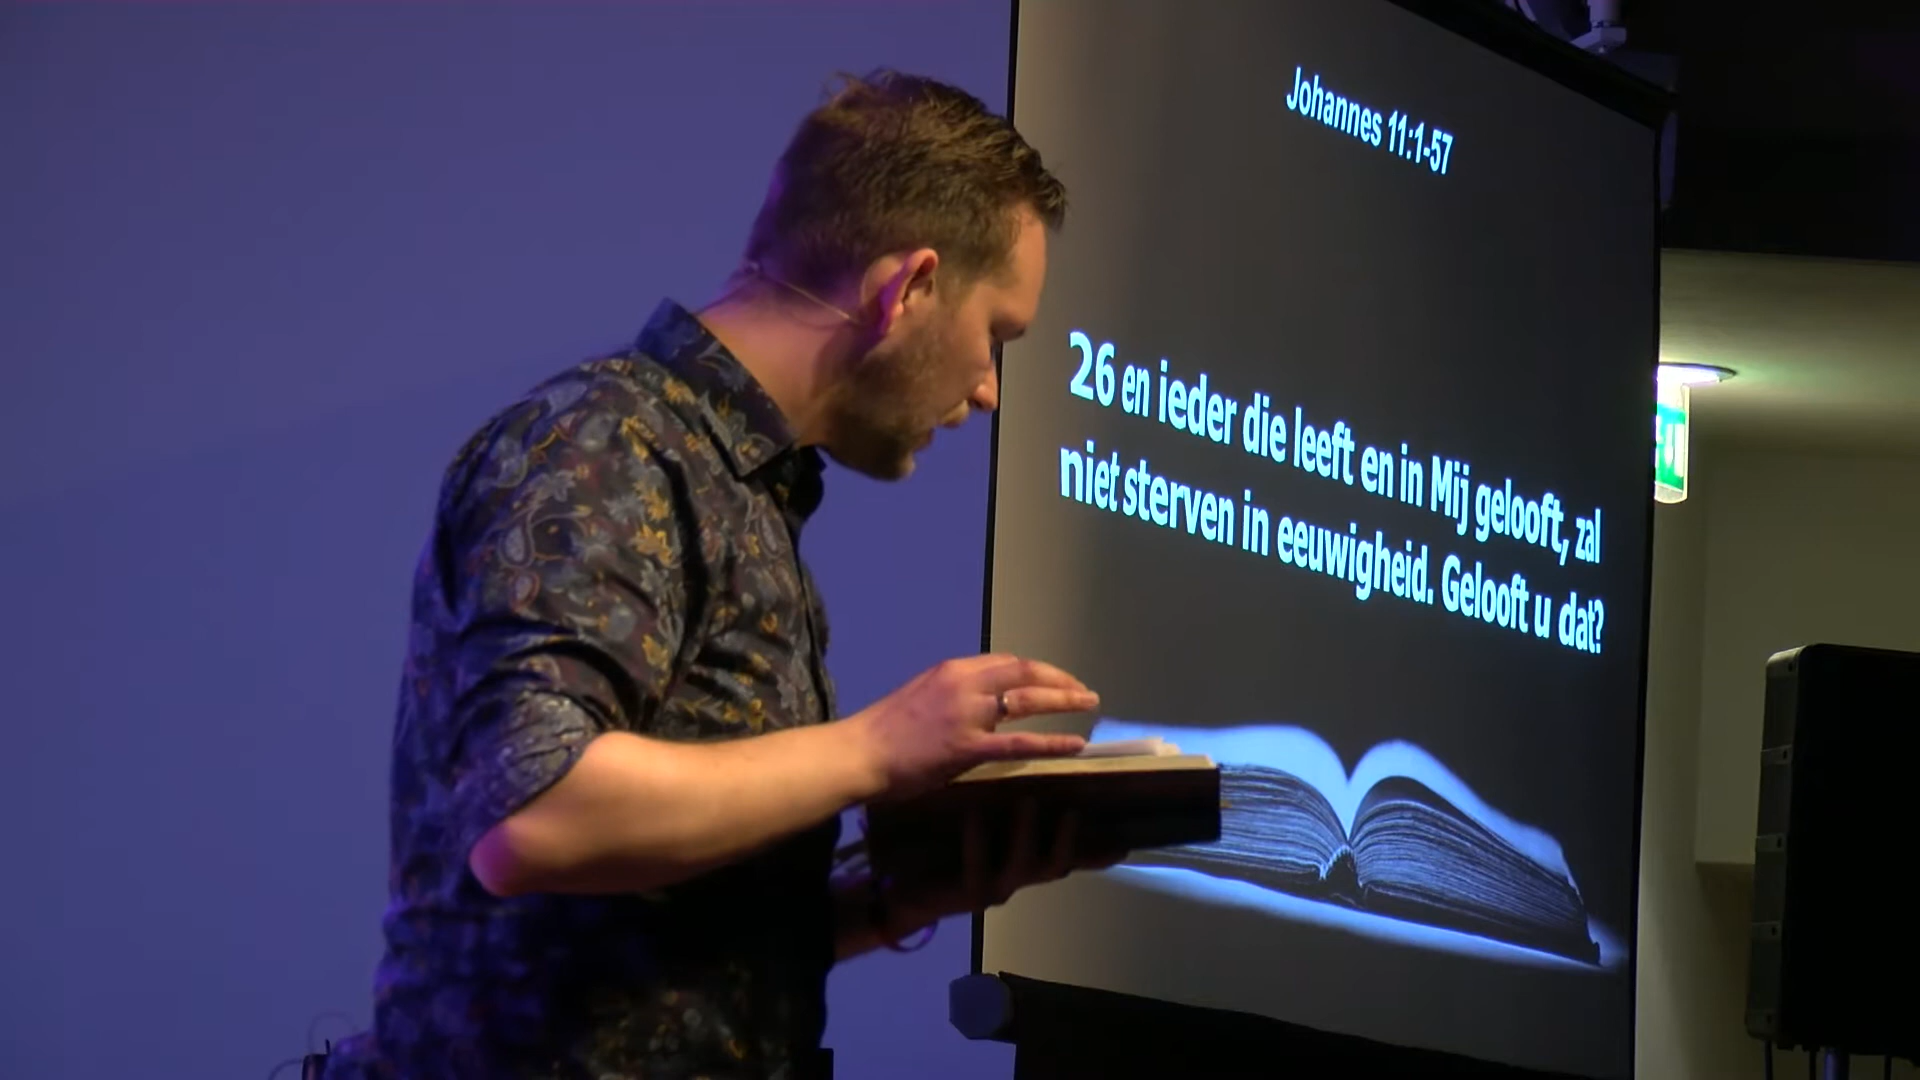 Johannes 11:1-57
26 en ieder die leeft en in Mij gelooft, zal
niet sterven in eeuwigheid. Gelooft u dat?